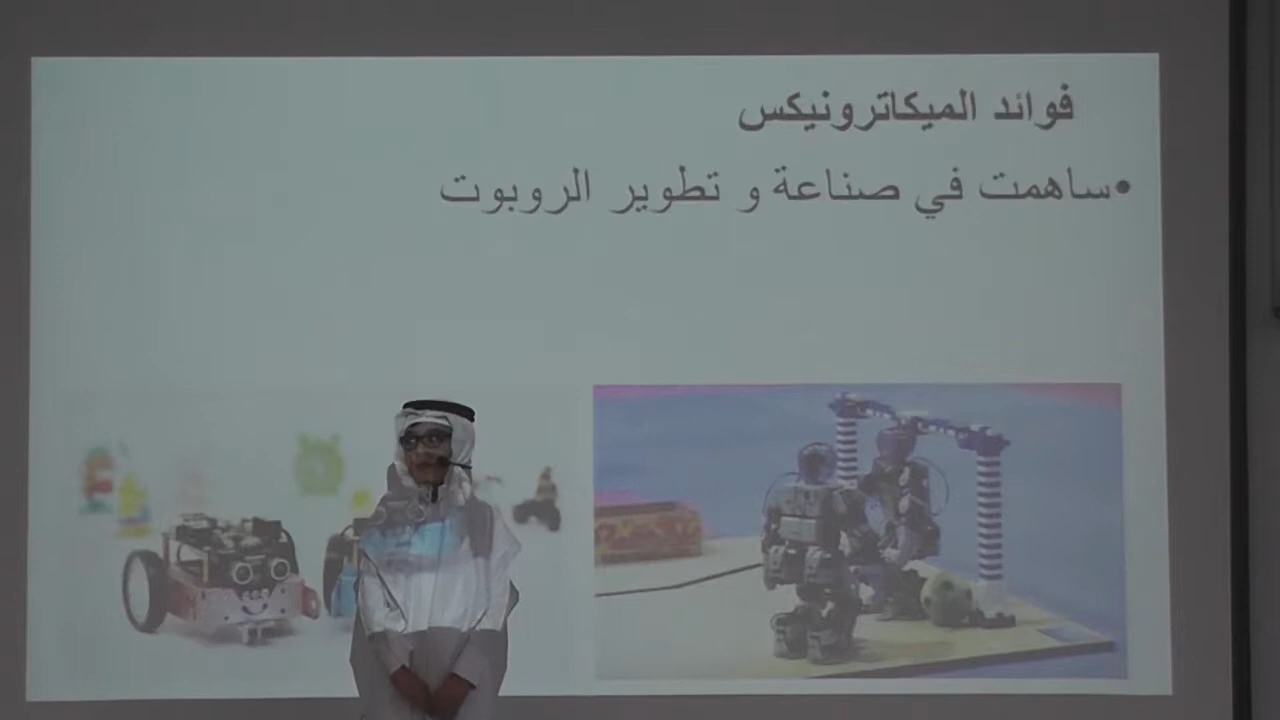 فوائد الميكاترونيكس
•ساهمت في صناعة و تطوير الروبوت